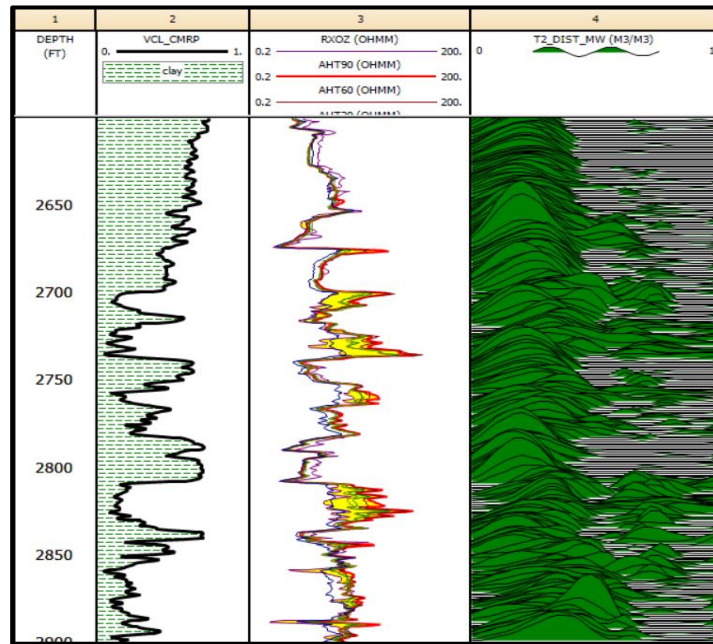 1
2
3
4
DEPTH
(FT)
0. VCL_CMRP 1.
clay
RXOZ (OHMM)
0.2 200.
AHT90 (OHMM)
0.2 200.
AHT60 (OHMM)
0.2 200.
T2_DIST_MW (M3/M3)
0 1
2650
2700
2750
2800
2850